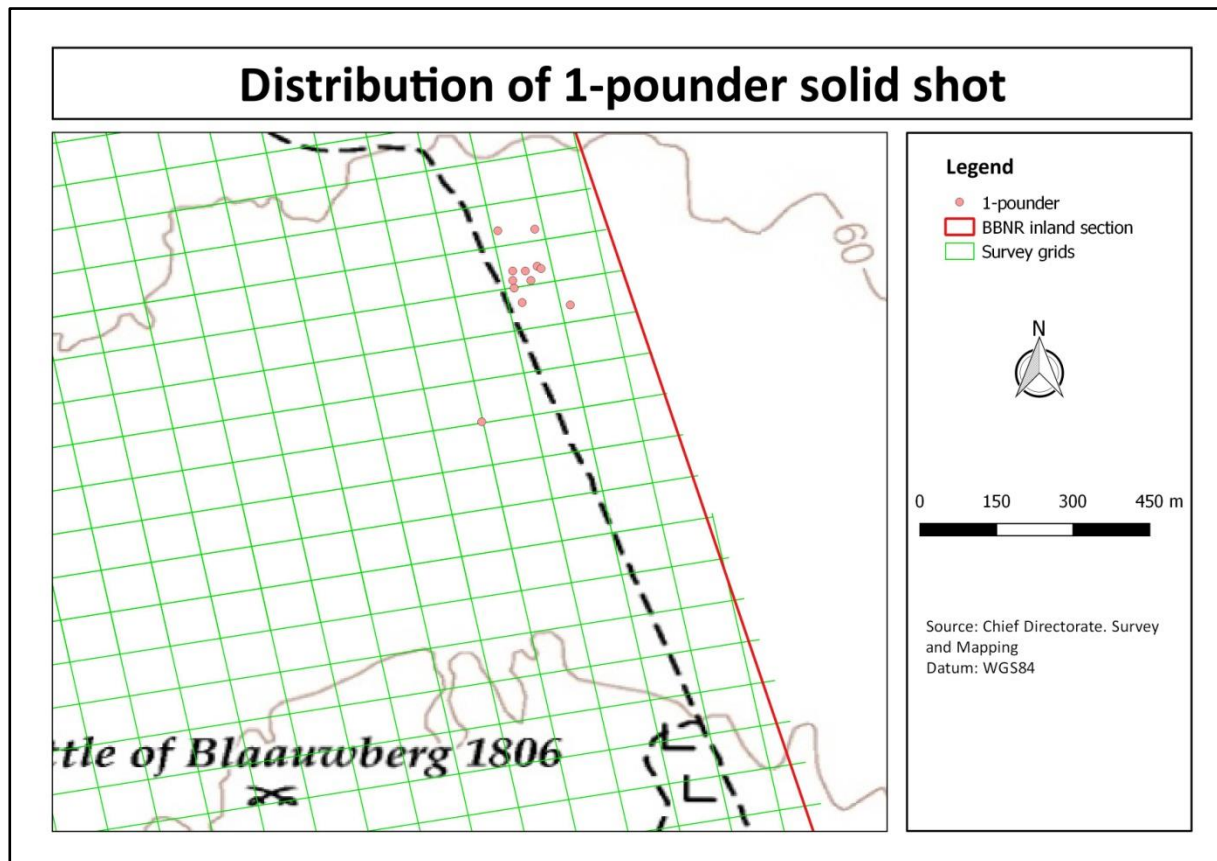 Distribution of 1-pounder solid shot
60
ttle of Blaauwberg 1806
Legend
1-pounder
BBNR inland section
Survey grids
N
0 150 300 450 m
Source: Chief Directorate. Survey
and Mapping
Datum: WGS84